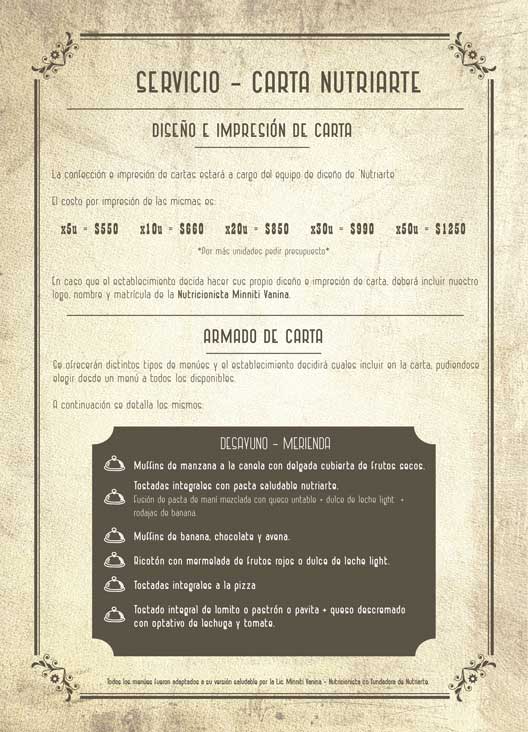 SERVICIO - CARTA NUTRIARTE
DISEÑO E IMPRESIÓN DE CARTA
La confección e impresión de cartas estará a cargo del equipo de diseño de ¨Nutriarte¨
El costo por impresión de las mismas es:
x5u = $550 x10u = $660 x20u = $850 x30u = $990 x50u = $1250
*Por más unidades pedir presupuesto*
En caso que el establecimiento decida hacer sus propio diseño e impresión de carta, deberá incluir nuestro
logo, nombre y matrícula de la Nutricionista Minniti Vanina.
ARMADO DE CARTA
Se ofrecerán distintos tipos de menúes y el establecimiento decidirá cuales incluir en la carta, pudiendose
elegir desde un menú a todos los disponibles.
A continuación se detalla los mismos:
DESAYUNO - MERIENDA
Muffins de manzana a la canela con delgada cubierta de frutos secos.
Tostadas integrales con pasta saludable nutriarte.
Fusión de pasta de maní mezclada con queso untable + dulce de leche light +
rodajas de banana.
Muffins de banana, chocolate y avena.
Ricotón con mermelada de frutos rojos o dulce de leche light.
Tostadas integrales a la pizza
Tostado integral de lomito o pastrón o pavita + queso descremado
con optativo de lechuga y tomate.
Todos los menúes fueron adaptados a su versión saludable por la Lic. Minniti Vanina - Nutricionista co fundadora de Nutriarte.